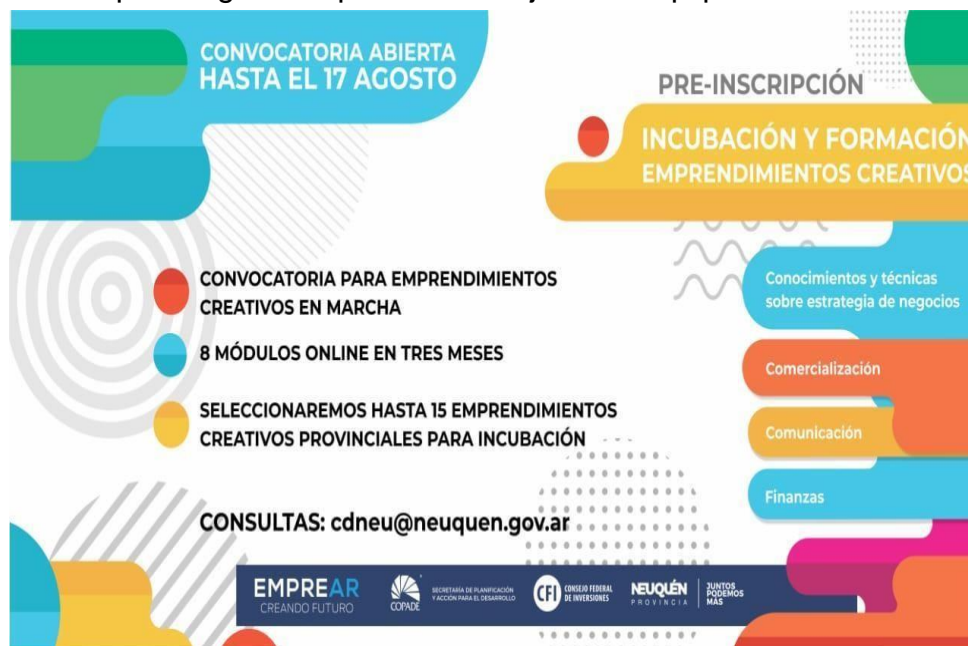 CONVOCATORIA ABIERTA
HASTA EL 17 AGOSTO
PRE-INSCRIPCIÓN
INCUBACIÓN Y FORMACIÓN
EMPRENDIMIENTOS CREATIVOS
CONVOCATORIA PARA EMPRENDIMIENTOS
CREATIVOS EN MARCHA
8 MÓDULOS ONLINE EN TRES MESES
SELECCIONAREMOS HASTA 15 EMPRENDIMIENTOS
CREATIVOS PROVINCIALES PARA INCUBACIÓN
Conocimientos y técnicas
sobre estrategia de negocios
Comercialización
Comunicación
Finanzas
CONSULTAS: cdneu@neuquen.gov.ar
EMPREAR
CREANDO FUTURO
COPADE
SECRETARÍA DE PLANIFICACIÓN
Y ACCIÓN PARA EL DESARROLLO
CFI
CONSEJO FEDERAL
DE INVERSIONES
NEUQUÉN
PROVINCIA
JUNTOS
PODEMOS
MÁS